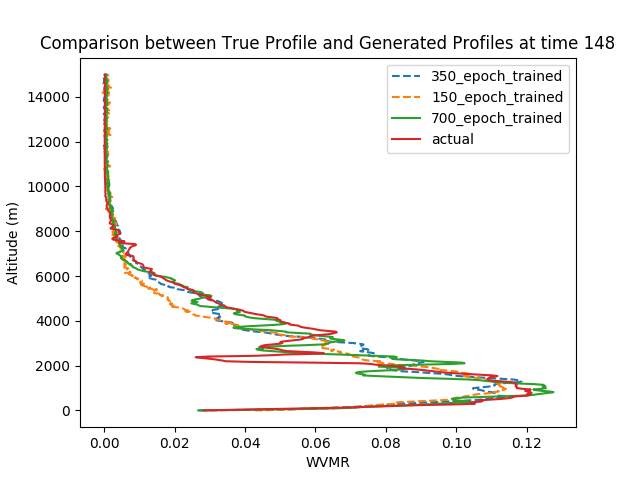 Comparison between True Profile and Generated Profiles at time 148
350_epoch_trained
150_epoch_trained
700_epoch_trained
actual
Altitude (m)
14000
12000
10000
8000
6000
4000
2000
0
0.00 0.02 0.04 0.06 0.08 0.10 0.12
WVMR